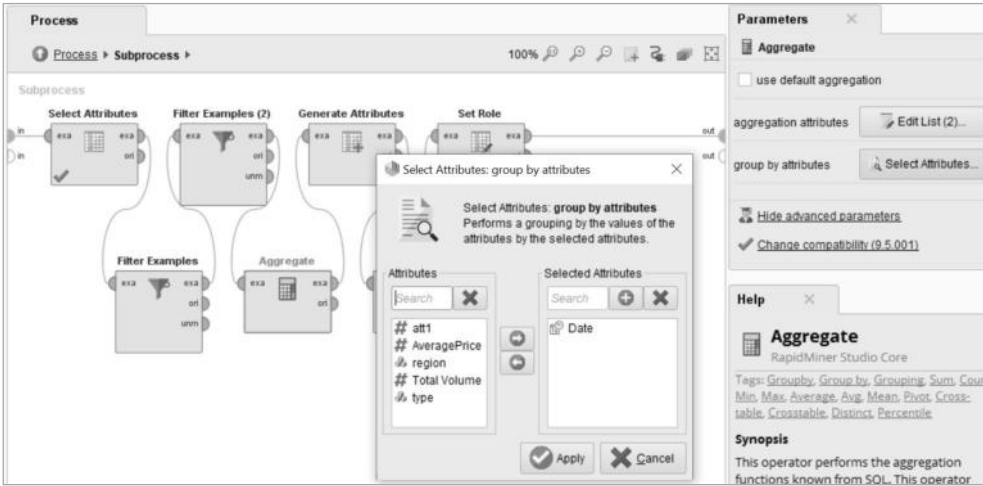 Process
Process ▸ Subprocess ▸
100%
Subprocess
Select Attributes
Filter Examples (2)
Generate Attributes
Set Role
in
exa
exa
ori
exa
exa
ori
unm
exa
exa
ori
exa
exa
out
in
out
Filter Examples
exa
exa
ori
unm
Aggregate
exa
exa
ori
Select Attributes: group by attributes
Select Attributes: group by attributes
Performs a grouping by the values of the
attributes by the selected attributes.
Attributes
Search
# att1
# AveragePrice
region
# Total Volume
type
Selected Attributes
Search
Date
Apply
Cancel
Parameters
Aggregate
use default aggregation
aggregation attributes
Edit List (2)...
group by attributes
Select Attributes...
Hide advanced parameters
Change compatibility (9.5.001)
Help
Aggregate
RapidMiner Studio Core
Tags: Groupby, Group by, Grouping, Sum, Cou
Min, Max, Average, Avg, Mean, Pivot, Cross-
table, Crosstable, Distinct, Percentile
Synopsis
This operator performs the aggregation
functions known from SQL. This operator